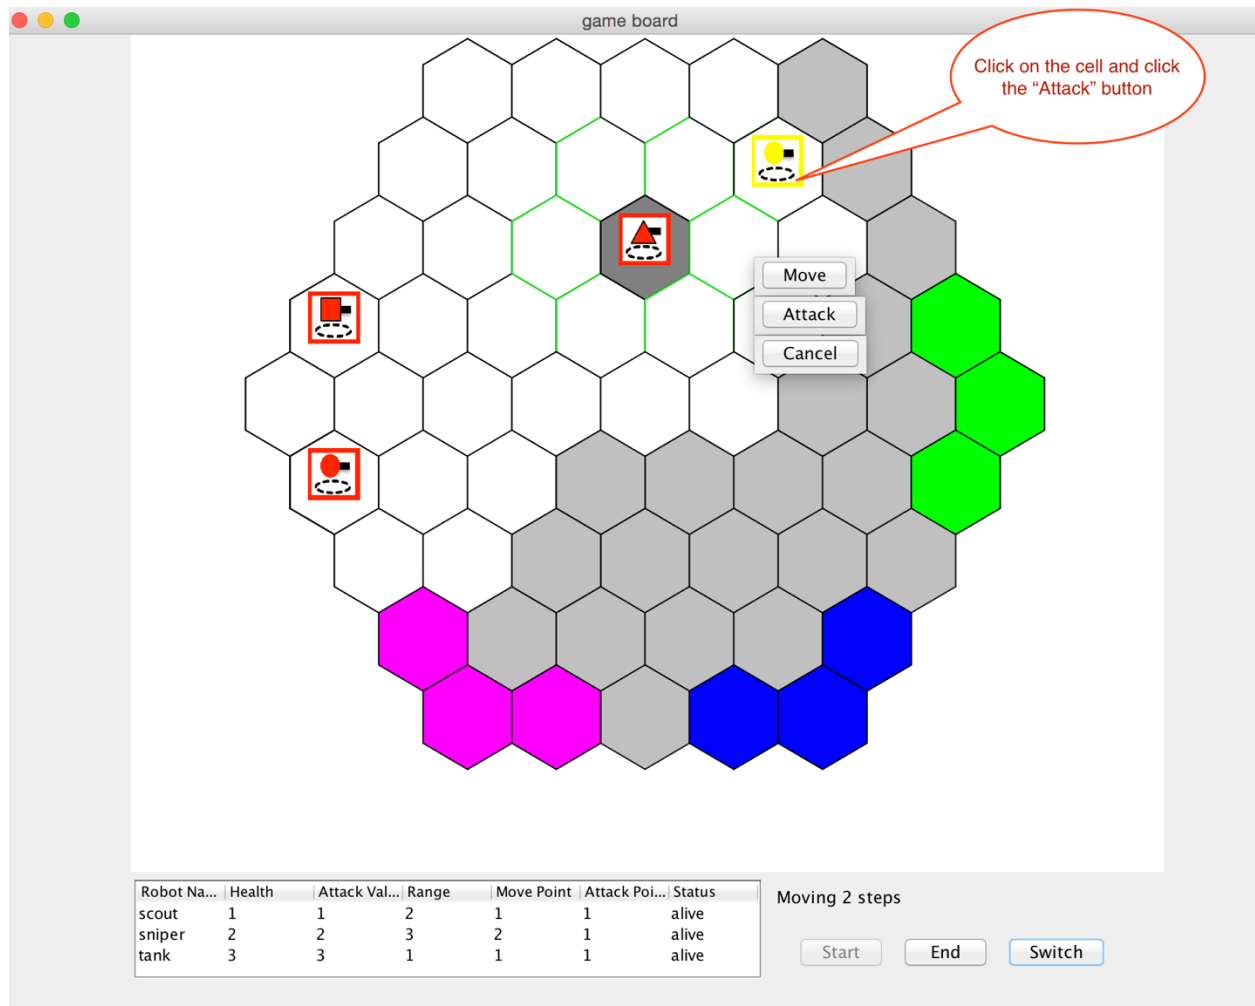 game board
Click on the cell and click
the “Attack” button
Move
Attack
Cancel
Robot Na... Health Attack Val... Range Move Point Attack Poi... Status
scout 1 1 2 1 1 alive
sniper 2 2 3 2 1 alive
tank 3 3 1 1 1 alive
Moving 2 steps
Start End Switch